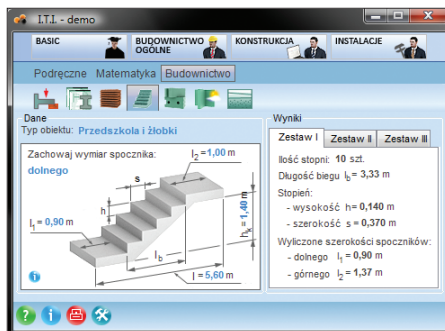 I.T.I. - demo
BASIC
BUDOWNICTWO OGÓLNE
KONSTRUKCJA
INSTALACJE
Podręczne Matematyka Budownictwo
Dane
Typ obiektu: Przedszkola i żłobki
Zachowaj wymiar spocznika:
dolnego
l2 = 1,00 m
s
h
l1 = 0,90 m
hk = 1,40 m
lb
l = 5,60 m
Wyniki
Zestaw I Zestaw II Zestaw III
Ilość stopni: 10 szt.
Długość biegu lb = 3,33 m
Stopień:
- wysokość h= 0,140 m
- szerokość s = 0,370 m
Wyliczone szerokości spoczników:
- dolnego l1 = 0,90 m
- górnego l2 = 1,37 m